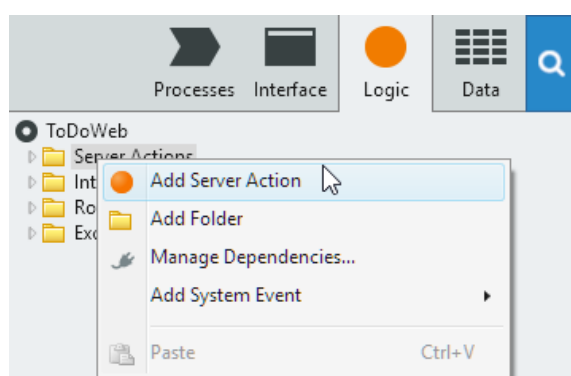 Processes Interface Logic Data
ToDoWeb
Server Actions
Add Server Action
Add Folder
Manage Dependencies...
Add System Event
Paste Ctrl+V